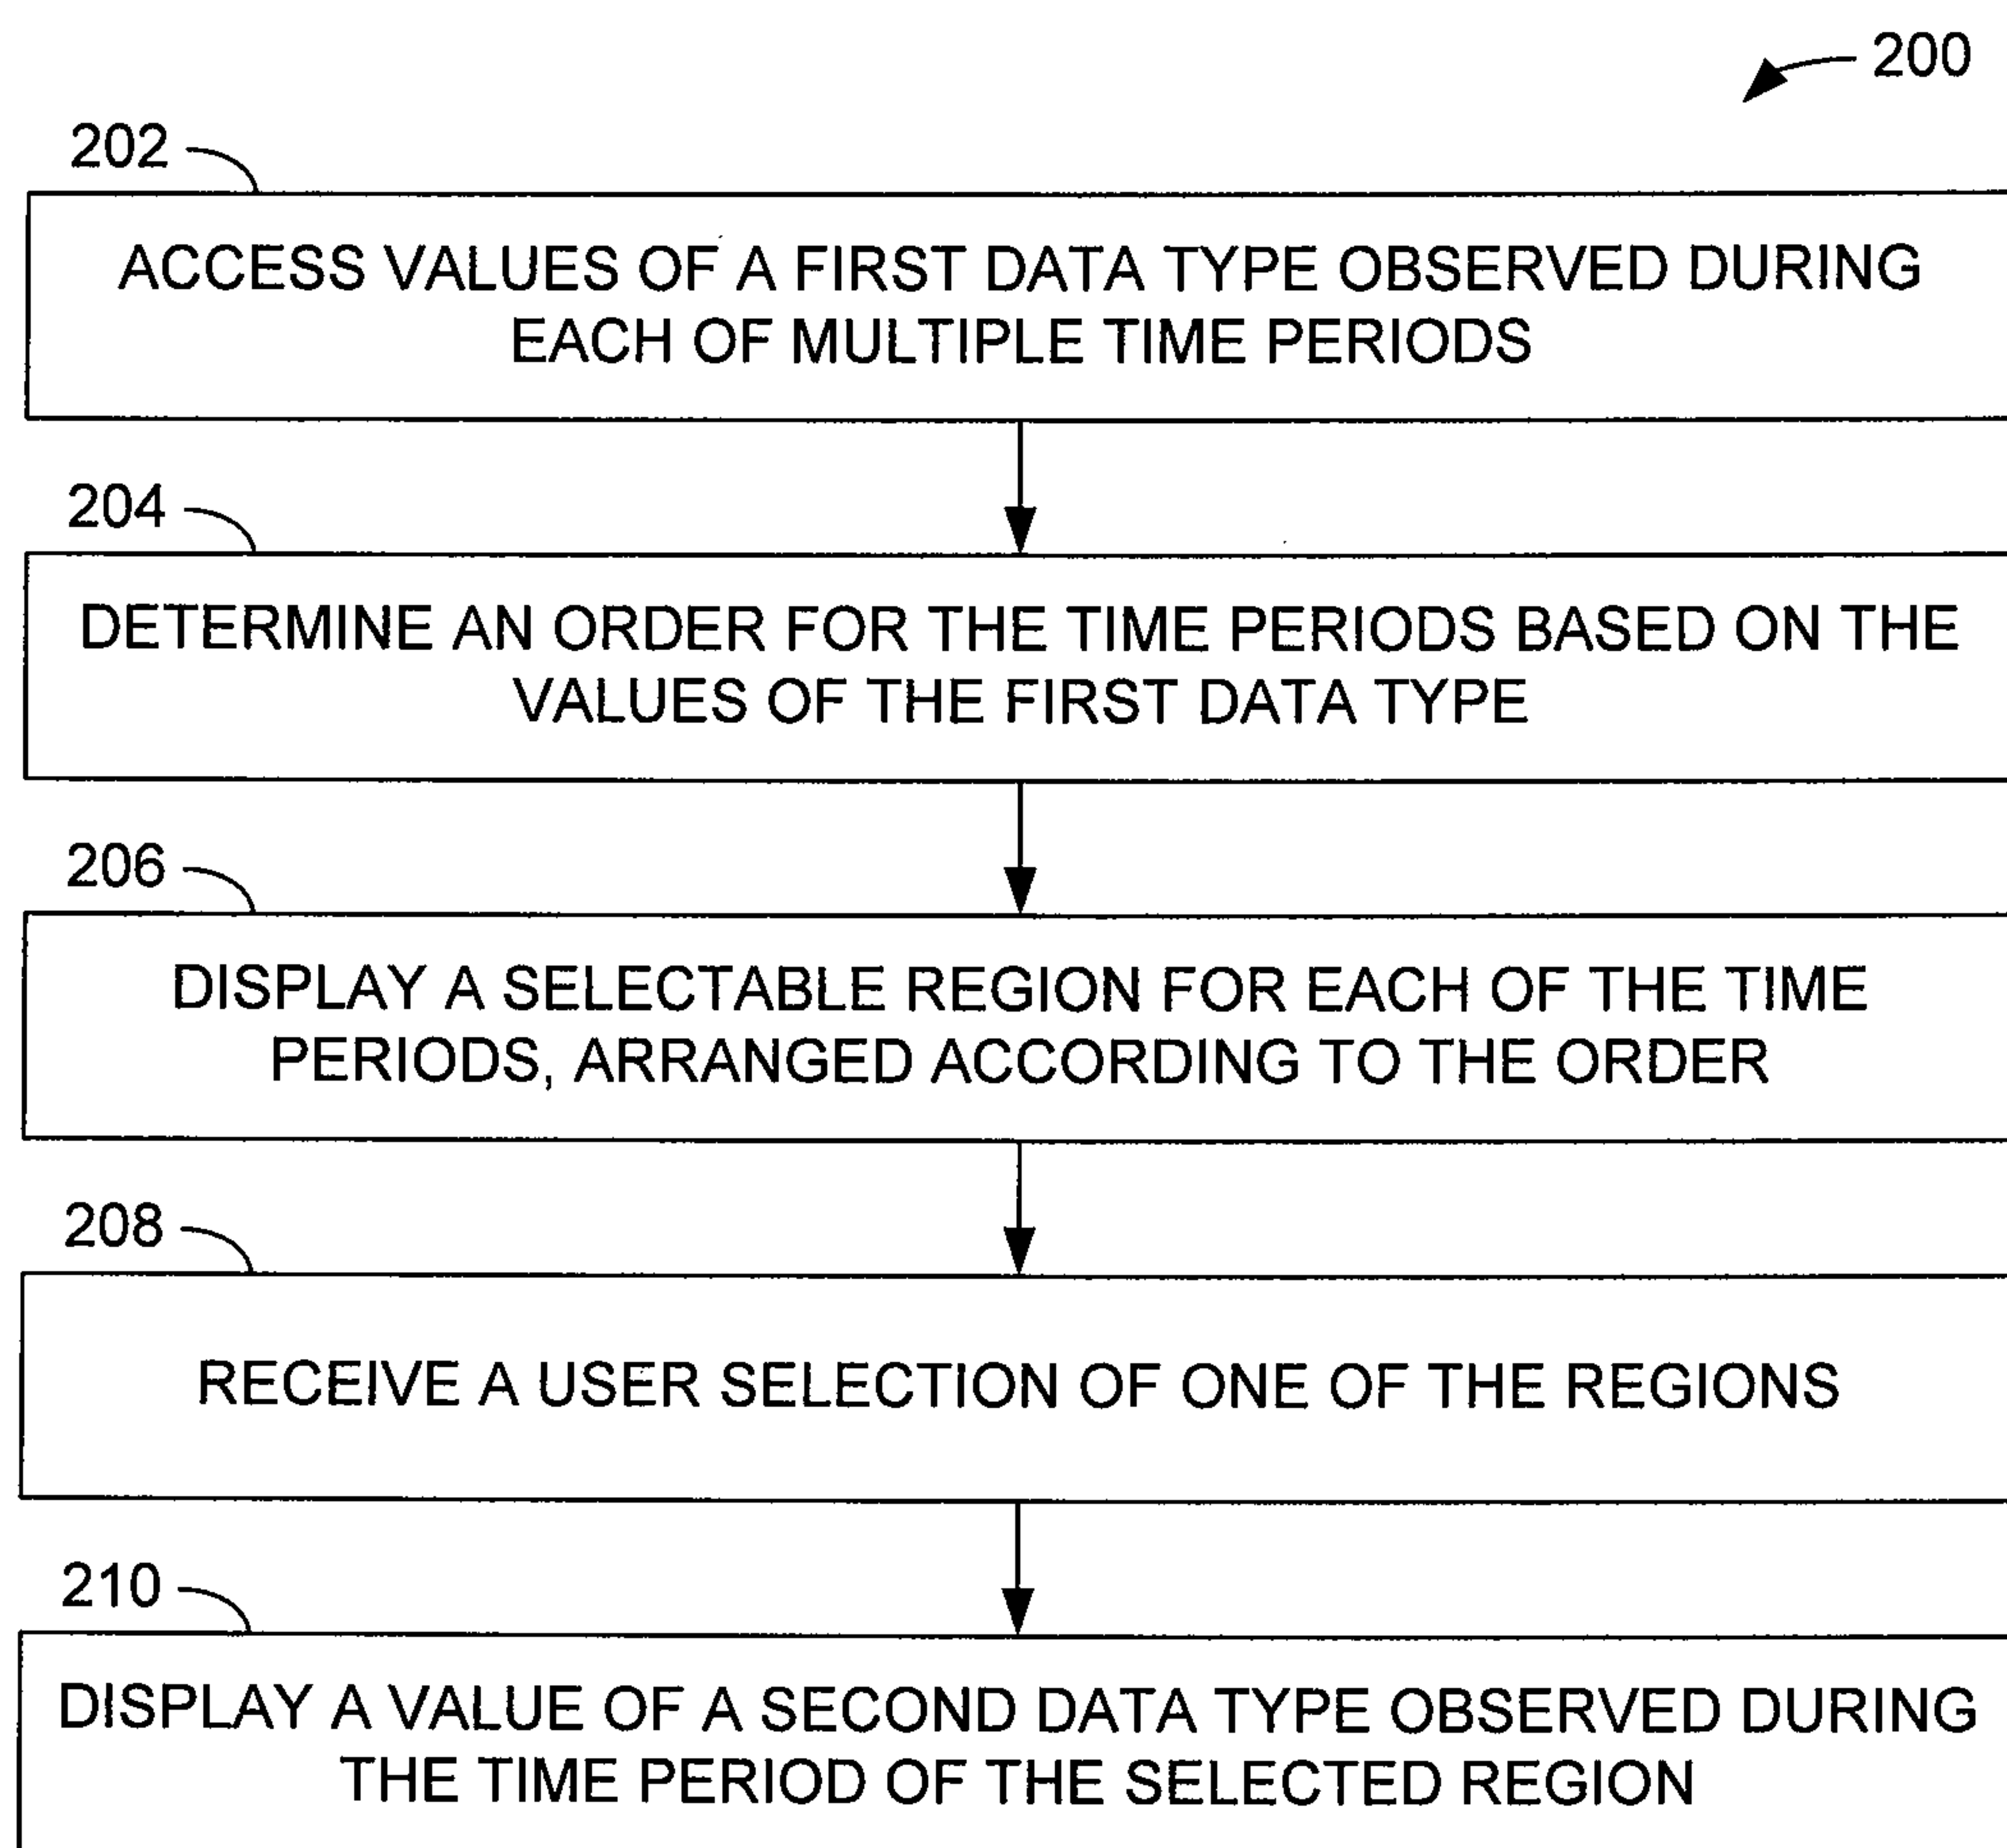 200
202
ACCESS VALUES OF A FIRST DATA TYPE OBSERVED DURING
EACH OF MULTIPLE TIME PERIODS
204
DETERMINE AN ORDER FOR THE TIME PERIODS BASED ON THE
VALUES OF THE FIRST DATA TYPE
206
DISPLAY A SELECTABLE REGION FOR EACH OF THE TIME
PERIODS, ARRANGED ACCORDING TO THE ORDER
208
RECEIVE A USER SELECTION OF ONE OF THE REGIONS
210
DISPLAY A VALUE OF A SECOND DATA TYPE OBSERVED DURING
THE TIME PERIOD OF THE SELECTED REGION